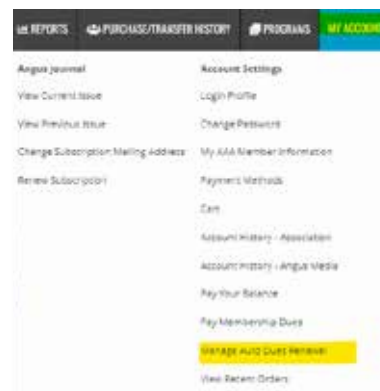 REPORTS PURCHASE/TRANSFER HISTORY PROGRAMS MY ACCOUNT
Angus Journal
View Current Issue
View Previous Issue
Change Subscription Mailing Address
Renew Subscription
Account Settings
Login Profile
Change Password
My AAA Member Information
Payment Methods
Cart
Account History - Association
Account History - Angus Media
Pay Your Balance
Pay Membership Dues
Manage Auto Dues Renewal
View Recent Orders